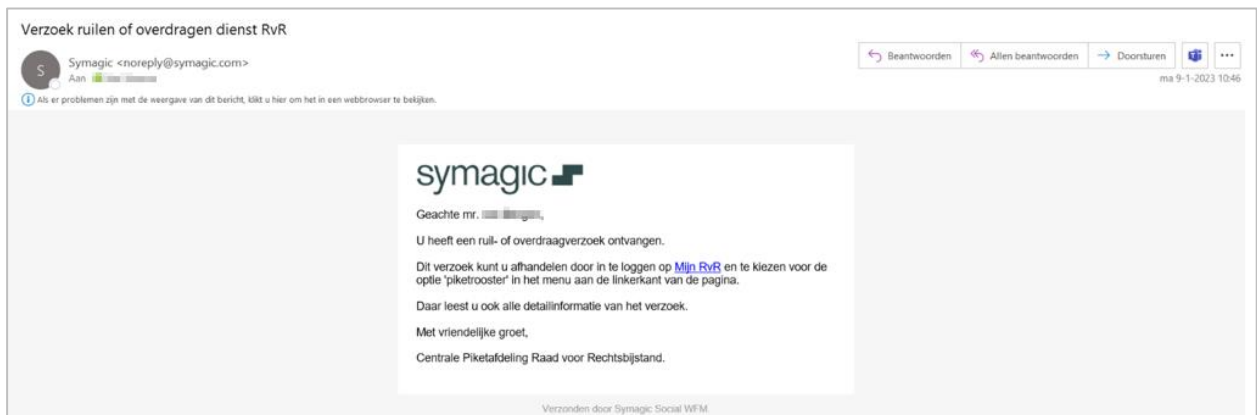 Verzoek ruilen of overdragen dienst RvR
S
Symagic <noreply@symagic.com>
Aan
Beantwoorden
Allen beantwoorden
Doorsturen
ma 9-1-2023 10:46
Als er problemen zijn met de weergave van dit bericht, klikt u hier om het in een webbrowser te bekijken.
symagic
Geachte mr.
U heeft een ruil- of overdraagverzoek ontvangen.
Dit verzoek kunt u afhandelen door in te loggen op Mijn RvR en te kiezen voor de
optie 'piketrooster' in het menu aan de linkerkant van de pagina.
Daar leest u ook alle detailinformatie van het verzoek.
Met vriendelijke groet,
Centrale Piketafdeling Raad voor Rechtsbijstand.
Verzonden door Symagic Social WFM